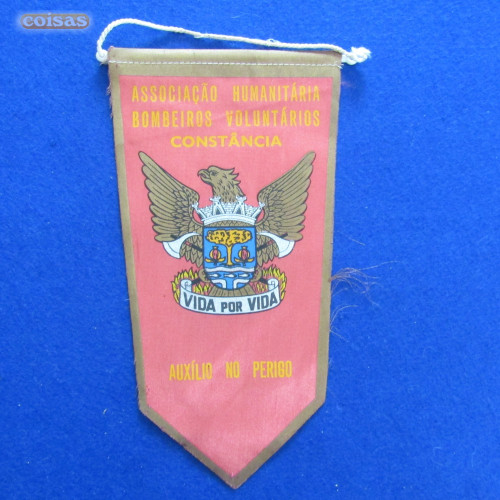 coisas
ASSOCIAÇÃO HUMANITÁRIA
BOMBEIROS VOLUNTÁRIOS
CONSTÂNCIA
VIDA POR VIDA
AUXÍLIO NO PERIGO